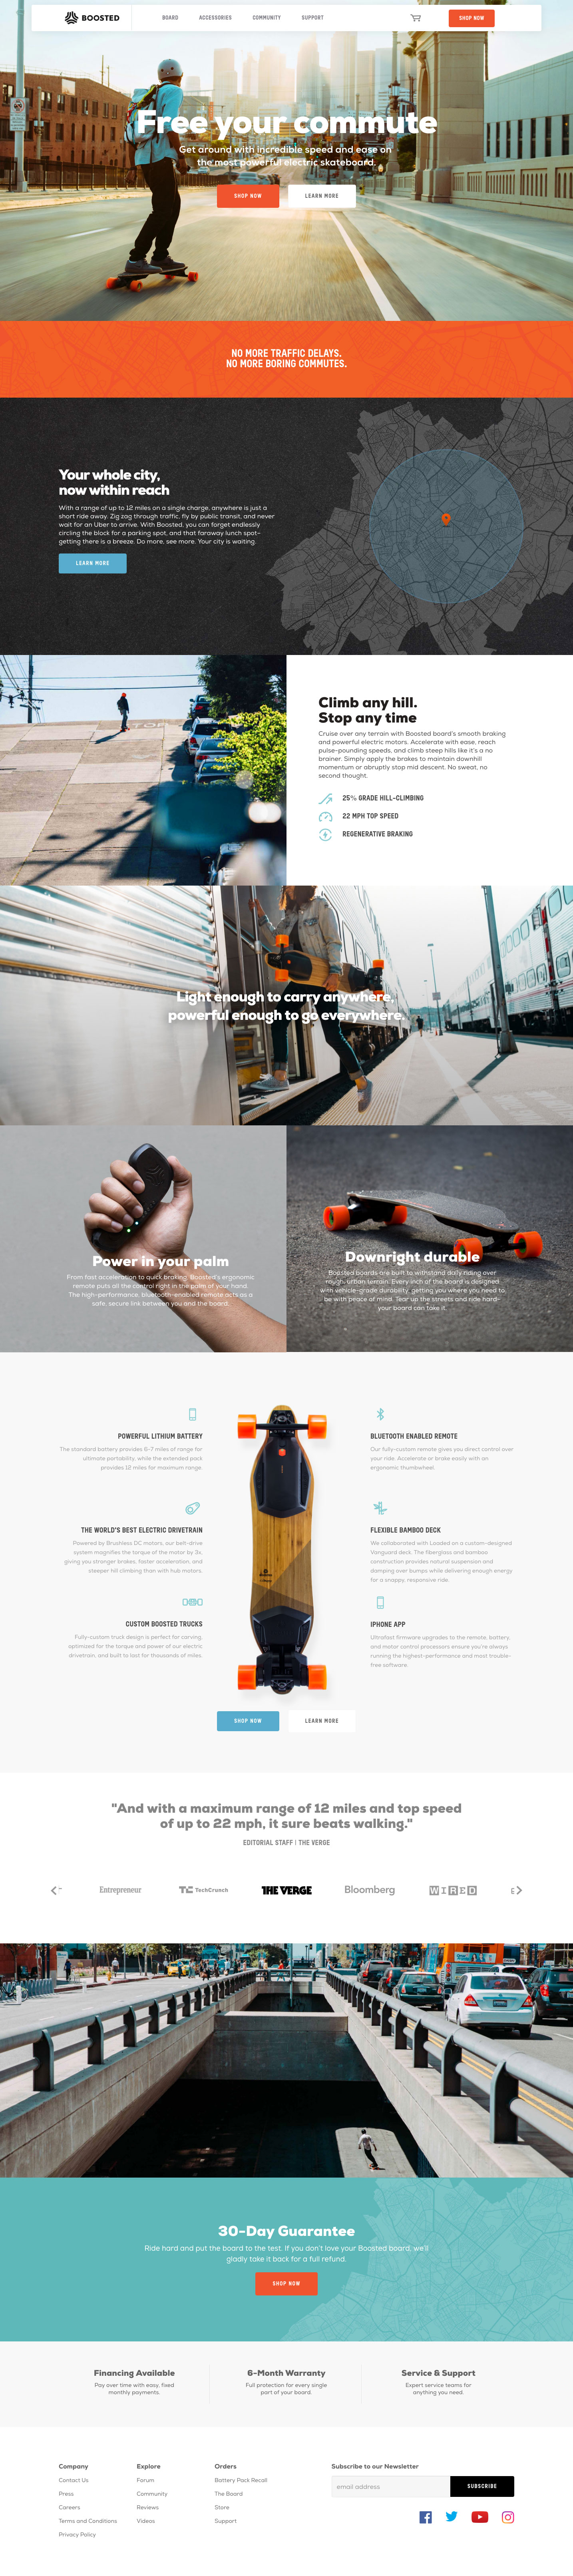 BOOSTED
BOARD
ACCESSORIES
COMMUNITY
SUPPORT
SHOP NOW
Free your commute
Get around with incredible speed and ease on
the most powerful electric skateboard.
SHOP NOW
LEARN MORE
NO MORE TRAFFIC DELAYS.
NO MORE BORING COMMUTES.
Your whole city,
now within reach
With a range of up to 12 miles on a single charge, anywhere is just a
short ride away. Zig zag through traffic, fly by public transit, and never
wait for an Uber to arrive. With Boosted, you can forget endlessly
circling the block for a parking spot, and that faraway lunch spot–
getting there is a breeze. Do more, see more. Your city is waiting.
LEARN MORE
Climb any hill.
Stop any time
Cruise over any terrain with Boosted board's smooth braking
and powerful electric motors. Accelerate with ease, reach
pulse-pounding speeds, and climb steep hills like it's a no
brainer. Simply apply the brakes to maintain downhill
momentum or abruptly stop mid descent. No sweat, no
second thought.
25% GRADE HILL-CLIMBING
22 MPH TOP SPEED
REGENERATIVE BRAKING
Light enough to carry anywhere,
powerful enough to go everywhere.
Power in your palm
From fast acceleration to quick braking, Boosted's ergonomic
remote puts all the control right in the palm of your hand.
The high-performance, bluetooth-enabled remote acts as a
safe, secure link between you and the board.
Downright durable
Boosted boards are built to withstand daily riding over
rough urban terrain. Every inch of the board is designed
with vehicle-grade durability, getting you where you need to
be with peace of mind. Tear up the streets and ride hard–
your board can take it.
POWERFUL LITHIUM BATTERY
The standard battery provides 6-7 miles of range for
ultimate portability, while the extended pack
provides 12 miles for maximum range.
BLUETOOTH ENABLED REMOTE
Our fully-custom remote gives you direct control over
your ride. Accelerate or brake easily with an
ergonomic thumbwheel.
THE WORLD'S BEST ELECTRIC DRIVETRAIN
Powered by Brushless DC motors, our belt-drive
system magnifies the torque of the motor by 3x,
giving you stronger brakes, faster acceleration, and
steeper hill climbing than with hub motors.
FLEXIBLE BAMBOO DECK
We collaborated with Loaded on a custom-designed
Vanguard deck. The fiberglass and bamboo
construction provides natural suspension and
damping over bumps while delivering enough energy
for a snappy, responsive ride.
CUSTOM BOOSTED TRUCKS
Fully-custom truck design is perfect for carving,
optimized for the torque and power of our electric
drivetrain, and built to last for thousands of miles.
IPHONE APP
Ultrafast firmware upgrades to the remote, battery,
and motor control processors ensure you're always
running the highest-performance and most trouble-
free software.
SHOP NOW
LEARN MORE
"And with a maximum range of 12 miles and top speed
of up to 22 mph, it sure beats walking."
EDITORIAL STAFF | THE VERGE
Entrepreneur
TC TechCrunch
THE VERGE
Bloomberg
WIRED
E
30-Day Guarantee
Ride hard and put the board to the test. If you don't love your Boosted board, we'll
gladly take it back for a full refund.
SHOP NOW
Financing Available
Pay over time with easy, fixed
monthly payments.
6-Month Warranty
Full protection for every single
part of your board.
Service & Support
Expert service teams for
anything you need.
Company
Contact Us
Press
Careers
Terms and Conditions
Privacy Policy
Explore
Forum
Community
Reviews
Videos
Orders
Battery Pack Recall
The Board
Store
Support
Subscribe to our Newsletter
email address
SUBSCRIBE